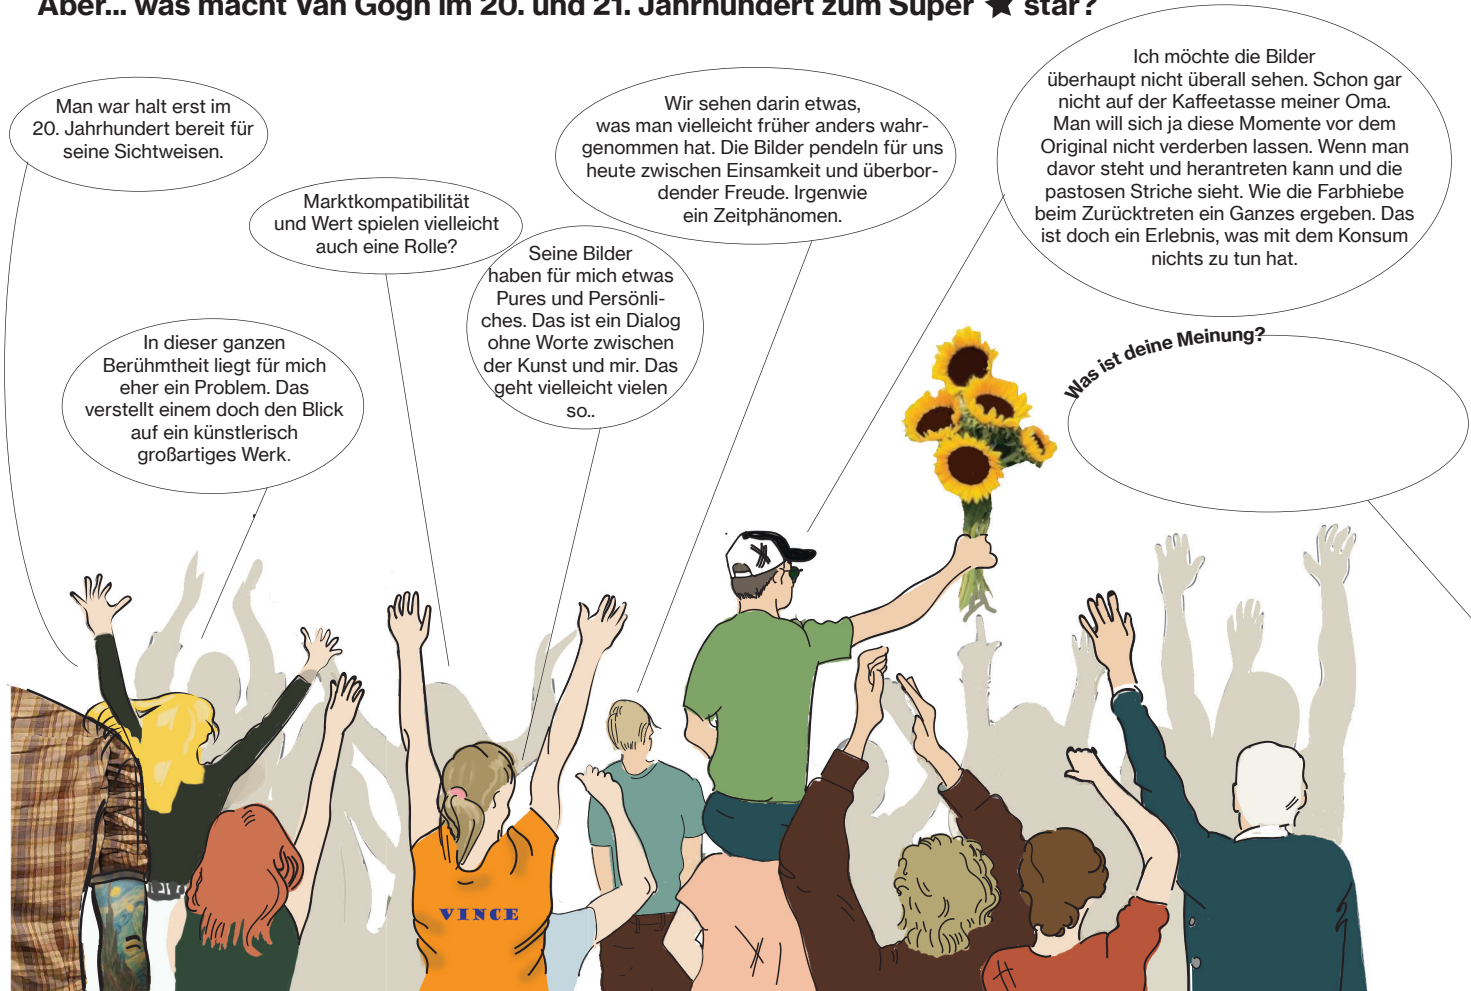 Aber... was macht Van Gogh im 20. und 21. Jahrhundert zum Super ★ star?
Man war halt erst im
20. Jahrhundert bereit für
seine Sichtweisen.
In dieser ganzen
Berühmtheit liegt für mich
eher ein Problem. Das
verstellt einem doch den Blick
auf ein künstlerisch
großartiges Werk.
Marktkompatibilität
und Wert spielen vielleicht
auch eine Rolle?
Seine Bilder
haben für mich etwas
Pures und Persönli-
ches. Das ist ein Dialog
ohne Worte zwischen
der Kunst und mir. Das
geht vielleicht vielen
so..
Wir sehen darin etwas,
was man vielleicht früher anders wahr-
genommen hat. Die Bilder pendeln für uns
heute zwischen Einsamkeit und überbor-
dender Freude. Irgenwie
ein Zeitphänomen.
Ich möchte die Bilder
überhaupt nicht überall sehen. Schon gar
nicht auf der Kaffeetasse meiner Oma.
Man will sich ja diese Momente vor dem
Original nicht verderben lassen. Wenn man
davor steht und herantreten kann und die
pastosen Striche sieht. Wie die Farbhiebe
beim Zurücktreten ein Ganzes ergeben. Das
ist doch ein Erlebnis, was mit dem Konsum
nichts zu tun hat.
Was ist deine Meinung?
VINCE